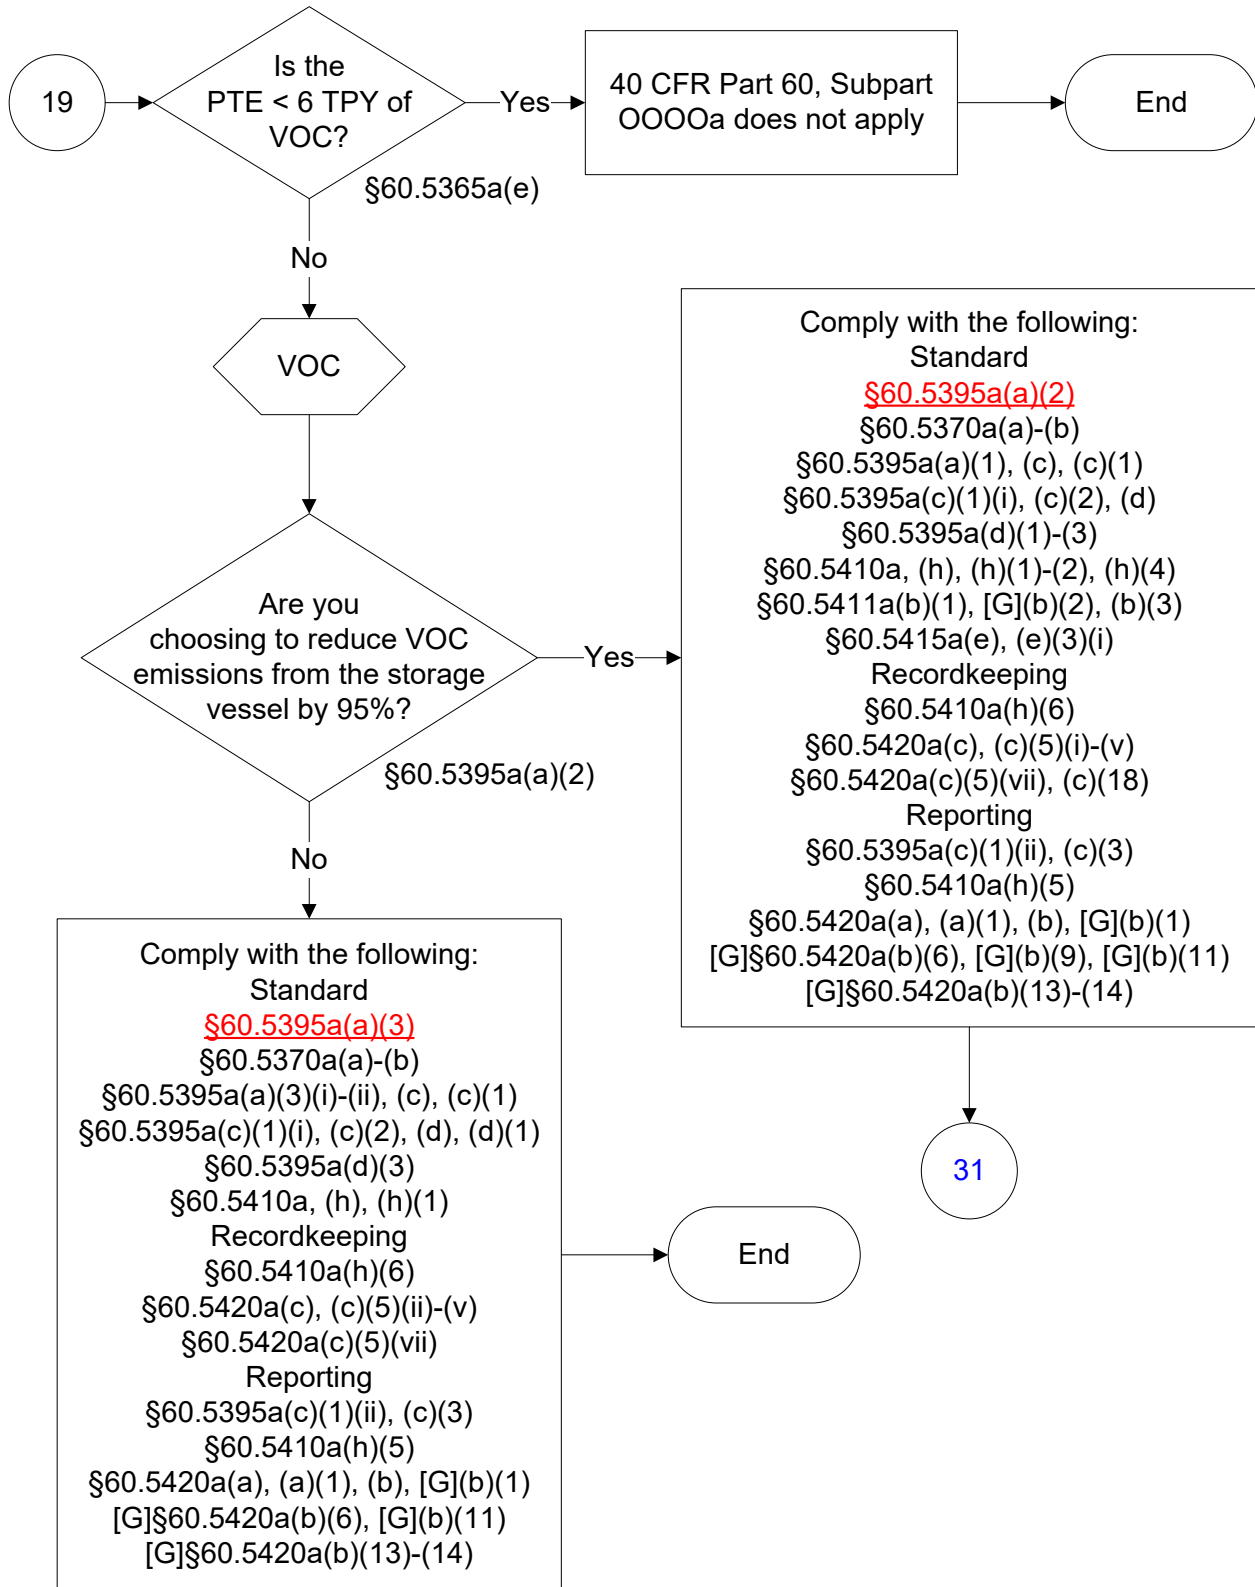 19
Is the
PTE < 6 TPY of
VOC?
Yes
40 CFR Part 60, Subpart
OOOOa does not apply
End
§60.5365a(e)
No
VOC
Are you
choosing to reduce VOC
emissions from the storage
vessel by 95%?
Yes
§60.5395a(a)(2)
Comply with the following:
Standard
§60.5395a(a)(2)
§60.5370a(a)-(b)
§60.5395a(a)(1), (c), (c)(1)
§60.5395a(c)(1)(i), (c)(2), (d)
§60.5395a(d)(1)-(3)
§60.5410a, (h), (h)(1)-(2), (h)(4)
§60.5411a(b)(1), [G](b)(2), (b)(3)
§60.5415a(e), (e)(3)(i)
Recordkeeping
§60.5410a(h)(6)
§60.5420a(c), (c)(5)(i)-(v)
§60.5420a(c)(5)(vii), (c)(18)
Reporting
§60.5395a(c)(1)(ii), (c)(3)
§60.5410a(h)(5)
§60.5420a(a), (a)(1), (b), [G](b)(1)
[G]§60.5420a(b)(6), [G](b)(9), [G](b)(11)
[G]§60.5420a(b)(13)-(14)
31
No
Comply with the following:
Standard
§60.5395a(a)(3)
§60.5370a(a)-(b)
§60.5395a(a)(3)(i)-(ii), (c), (c)(1)
§60.5395a(c)(1)(i), (c)(2), (d), (d)(1)
§60.5395a(d)(3)
§60.5410a, (h), (h)(1)
Recordkeeping
§60.5410a(h)(6)
§60.5420a(c), (c)(5)(ii)-(v)
§60.5420a(c)(5)(vii)
Reporting
§60.5395a(c)(1)(ii), (c)(3)
§60.5410a(h)(5)
§60.5420a(a), (a)(1), (b), [G](b)(1)
[G]§60.5420a(b)(6), [G](b)(11)
[G]§60.5420a(b)(13)-(14)
End